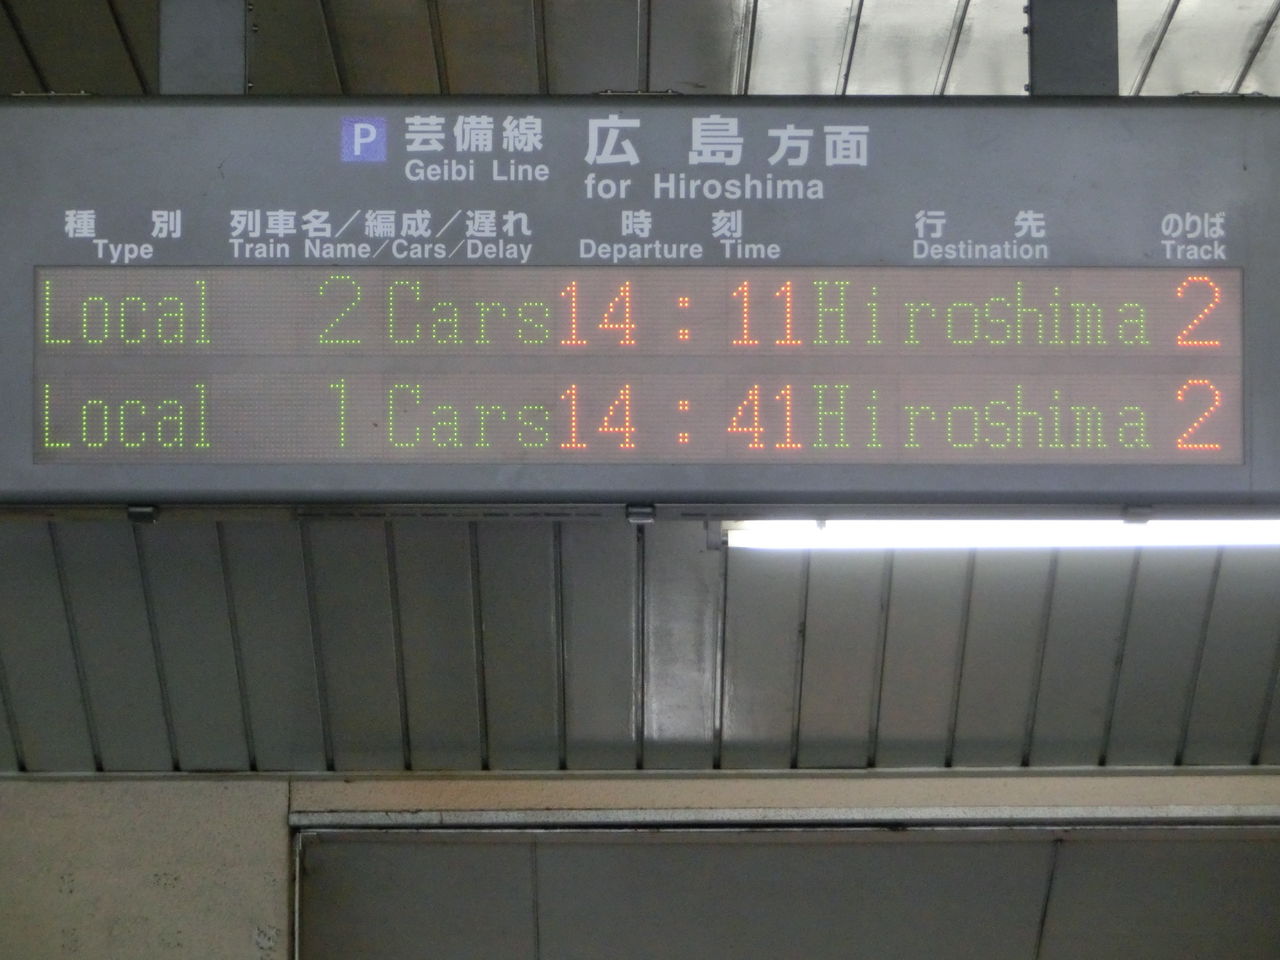 P 芸備線 広島方面
Geibi Line for Hiroshima
種別 列車名/編成/遅れ 時刻 行先 のりば
Type Train Name/Cars/Delay Departure Time Destination Track
Local 2 Cars 14:11 Hiroshima 2
Local 1 Cars 14:41 Hiroshima 2